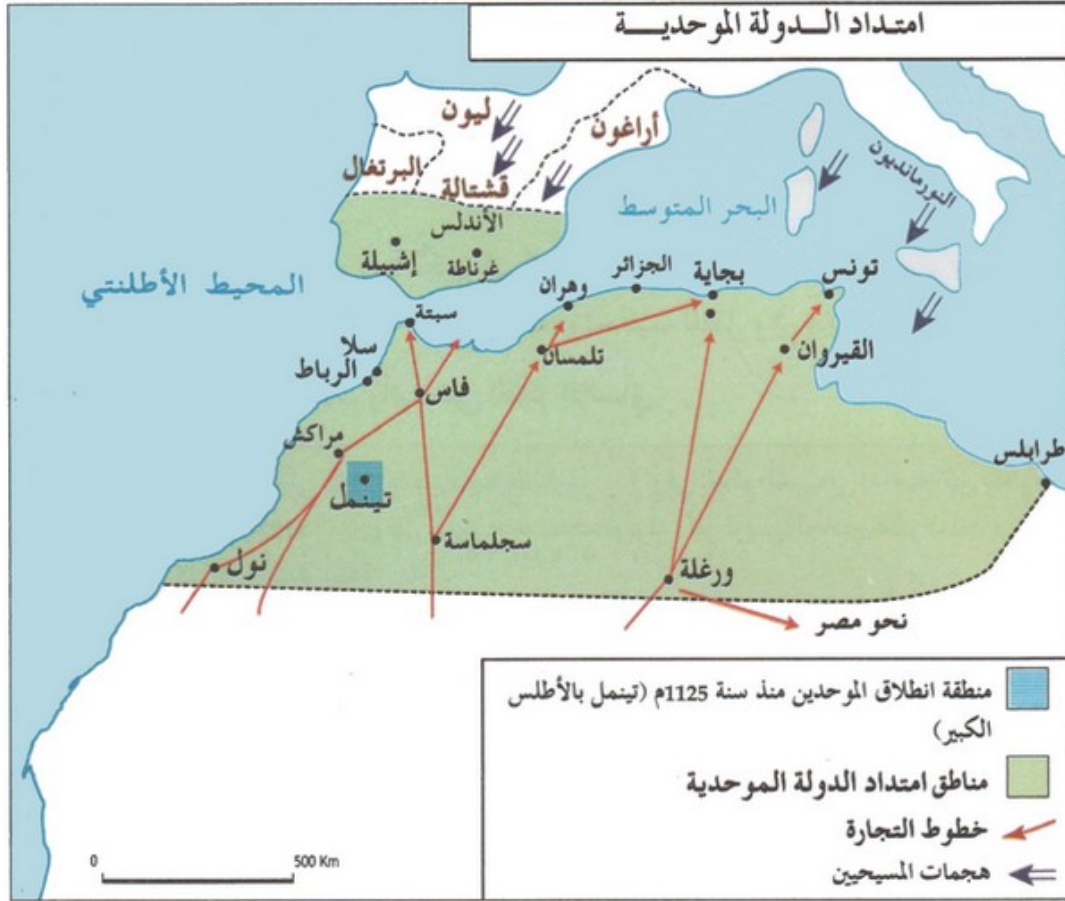 امتداد الدولة الموحدية
ليون
أراغون
البرتغال
قشتالة
النورمانديون
الأندلس
البحر المتوسط
إشبيلية
غرناطة
المحيط الأطلنتي
سبتة
وهران
الجزائر
بجاية
تونس
سلا
الرباط
فاس
تلمسان
القيروان
مراكش
طرابلس
تينمل
سجلماسة
نول
ورغلة
نحو مصر
منطقة انطلاق الموحدين منذ سنة 1125م (تينمل بالأطلس
الكبير)
مناطق امتداد الدولة الموحدية
خطوط التجارة
هجمات المسيحيين
0 500 Km